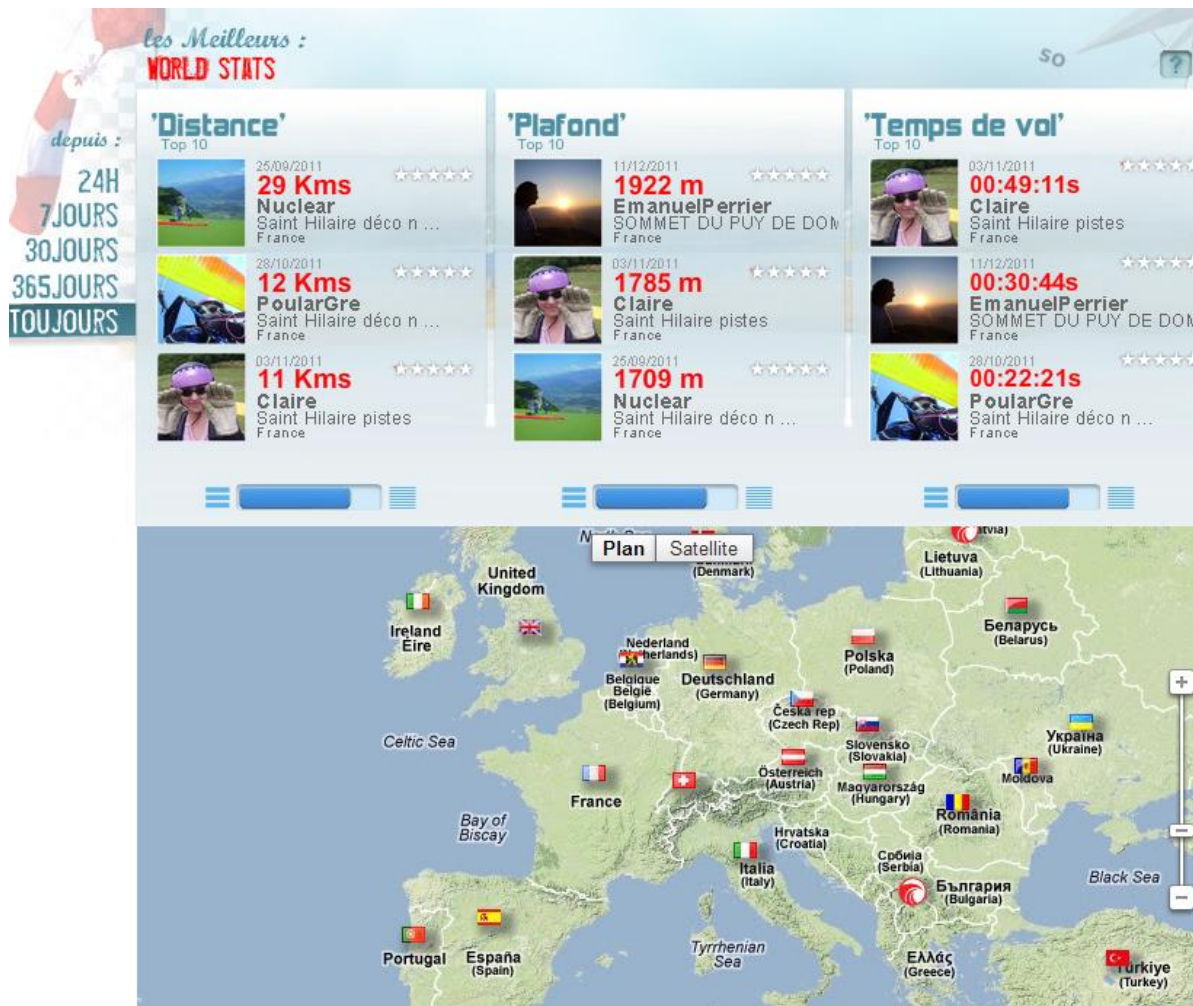 les Meilleurs :
WORLD STATS
so
?
depuis :
24H
7JOURS
30JOURS
365JOURS
TOUJOURS
'Distance'
Top 10
25/09/2011
29 Kms
Nuclear
Saint Hilaire déco n ...
France
28/10/2011
12 Kms
PoularGre
Saint Hilaire déco n ...
France
03/11/2011
11 Kms
Claire
Saint Hilaire pistes
France
'Plafond'
Top 10
11/12/2011
1922 m
EmanuelPerrier
SOMMET DU PUY DE DOM
France
03/11/2011
1785 m
Claire
Saint Hilaire pistes
France
25/09/2011
1709 m
Nuclear
Saint Hilaire déco n ...
France
'Temps de vol'
Top 10
03/11/2011
00:49:11s
Claire
Saint Hilaire pistes
France
11/12/2011
00:30:44s
EmanuelPerrier
SOMMET DU PUY DE DOM
France
28/10/2011
00:22:21s
PoularGre
Saint Hilaire déco n ...
France
Plan Satellite
(Denmark)
Lietuva
(Lithuania)
United
Kingdom
Ireland
Éire
Беларусь
(Belarus)
Nederland
(Netherlands)
Polska
(Poland)
Belgique
België
(Belgium)
Deutschland
(Germany)
Česká rep
(Czech Rep)
Celtic Sea
Slovensko
(Slovakia)
Україна
(Ukraine)
Österreich
(Austria)
Moldova
Magyarország
(Hungary)
France
România
(Romania)
Bay of
Biscay
Hrvatska
(Croatia)
Italia
(Italy)
Србија
(Serbia)
Black Sea
България
(Bulgaria)
Portugal
España
(Spain)
Tyrrhenian
Sea
Ελλάς
(Greece)
Türkiye
(Turkey)